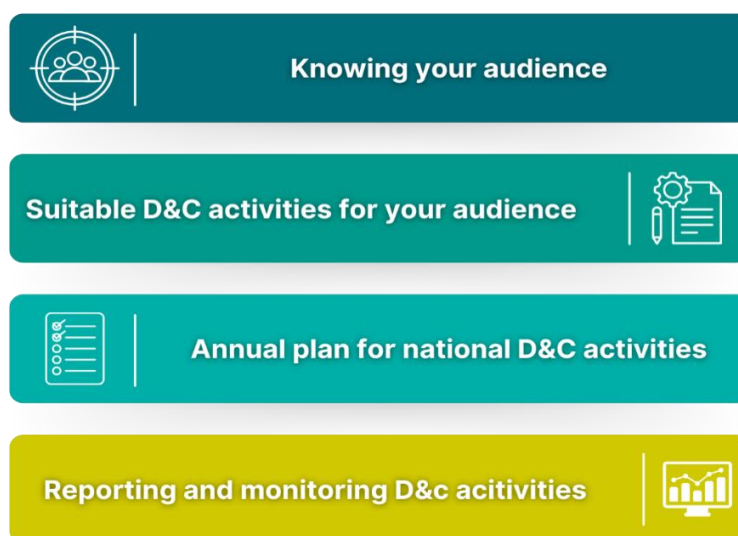 Knowing your audience
Suitable D&C activities for your audience
Annual plan for national D&C activities
Reporting and monitoring D&c acitivities